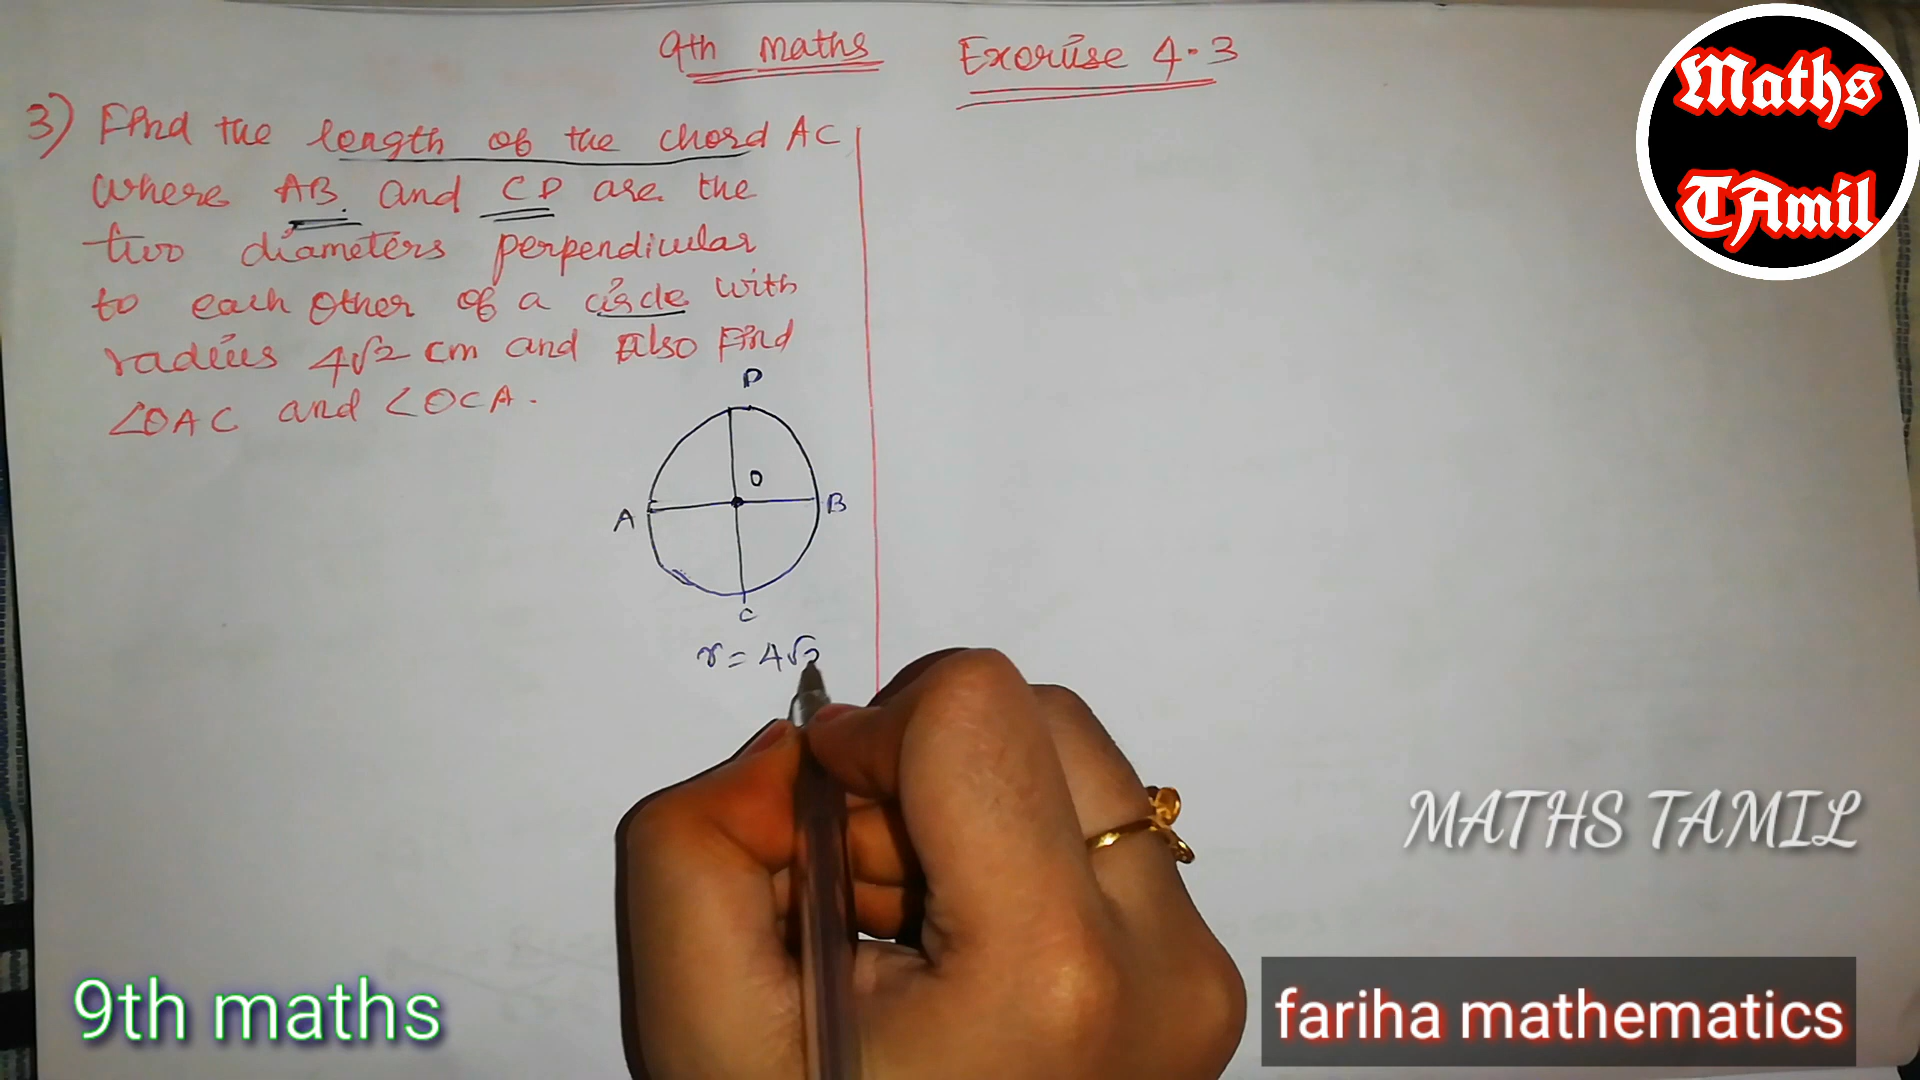 9th maths Exercise 4.3
3) Find the length of the chord AC
where AB and CD are the
two diameters perpendicular
to each other of a circle with
radius 4√2 cm and also find
∠OAC and ∠OCA.
D
O
A
B
C
r = 4√2
Maths
TAmil
MATHS TAMIL
9th maths
fariha mathematics